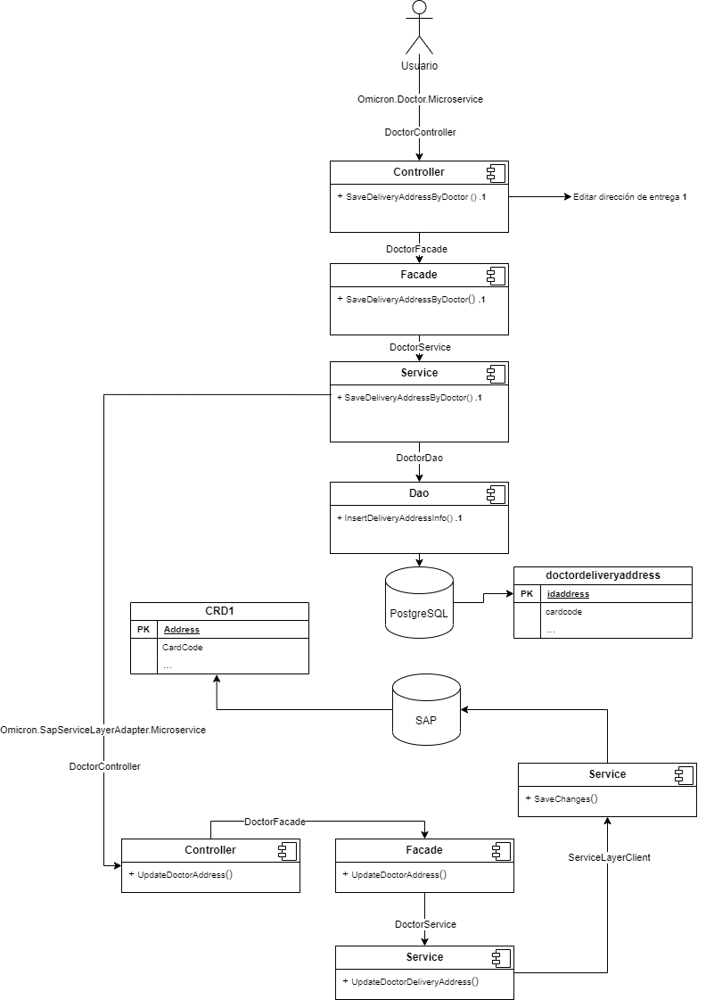 Usuario
Omicron.Doctor.Microservice
DoctorController
Controller
+ SaveDeliveryAddressByDoctor () .1
Editar dirección de entrega 1
DoctorFacade
Facade
+ SaveDeliveryAddressByDoctor() .1
DoctorService
Service
+ SaveDeliveryAddressByDoctor() .1
DoctorDao
Dao
+ InsertDeliveryAddressInfo() .1
PostgreSQL
doctordeliveryaddress
PK idaddress
cardcode
...
CRD1
PK Address
CardCode
...
SAP
Omicron.SapServiceLayerAdapter.Microservice
DoctorController
Service
+ SaveChanges()
DoctorFacade
Controller
+ UpdateDoctorAddress()
Facade
+ UpdateDoctorAddress()
ServiceLayerClient
DoctorService
Service
+ UpdateDoctorDeliveryAddress()